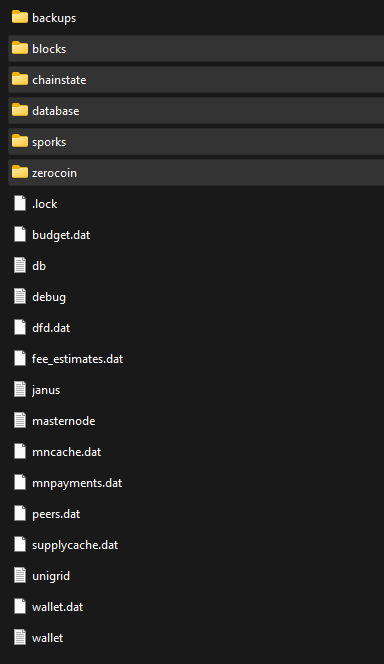 backups
blocks
chainstate
database
sporks
zerocoin
.lock
budget.dat
db
debug
dfd.dat
fee_estimates.dat
janus
masternode
mncache.dat
mnpayments.dat
peers.dat
supplycache.dat
unigrid
wallet.dat
wallet